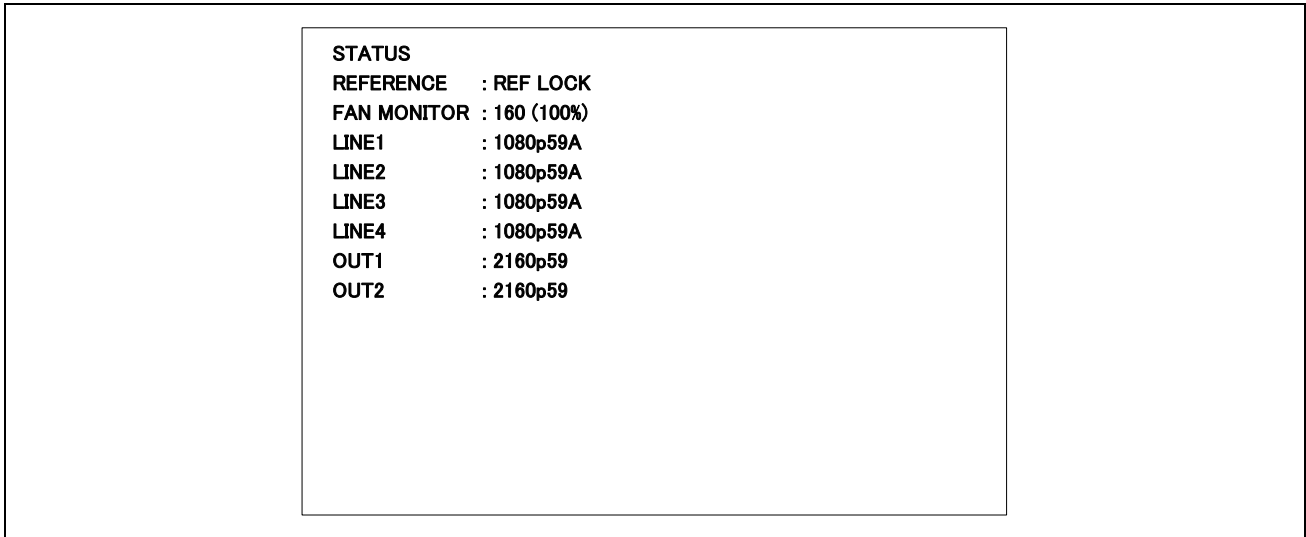 STATUS
REFERENCE : REF LOCK
FAN MONITOR : 160 (100%)
LINE1 : 1080p59A
LINE2 : 1080p59A
LINE3 : 1080p59A
LINE4 : 1080p59A
OUT1 : 2160p59
OUT2 : 2160p59